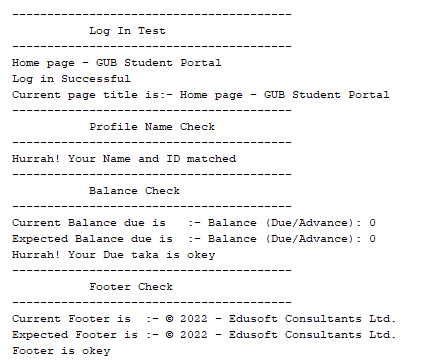 ----------------------------------------
Log In Test
----------------------------------------
Home page - GUB Student Portal
Log in Successful
Current page title is:- Home page - GUB Student Portal
----------------------------------------
Profile Name Check
----------------------------------------
Hurrah! Your Name and ID matched
----------------------------------------
Balance Check
----------------------------------------
Current Balance due is   :- Balance (Due/Advance): 0
Expected Balance due is  :- Balance (Due/Advance): 0
Hurrah! Your Due taka is okey
----------------------------------------
Footer Check
----------------------------------------
Current Footer is  :- © 2022 - Edusoft Consultants Ltd.
Expected Footer is :- © 2022 - Edusoft Consultants Ltd.
Footer is okey